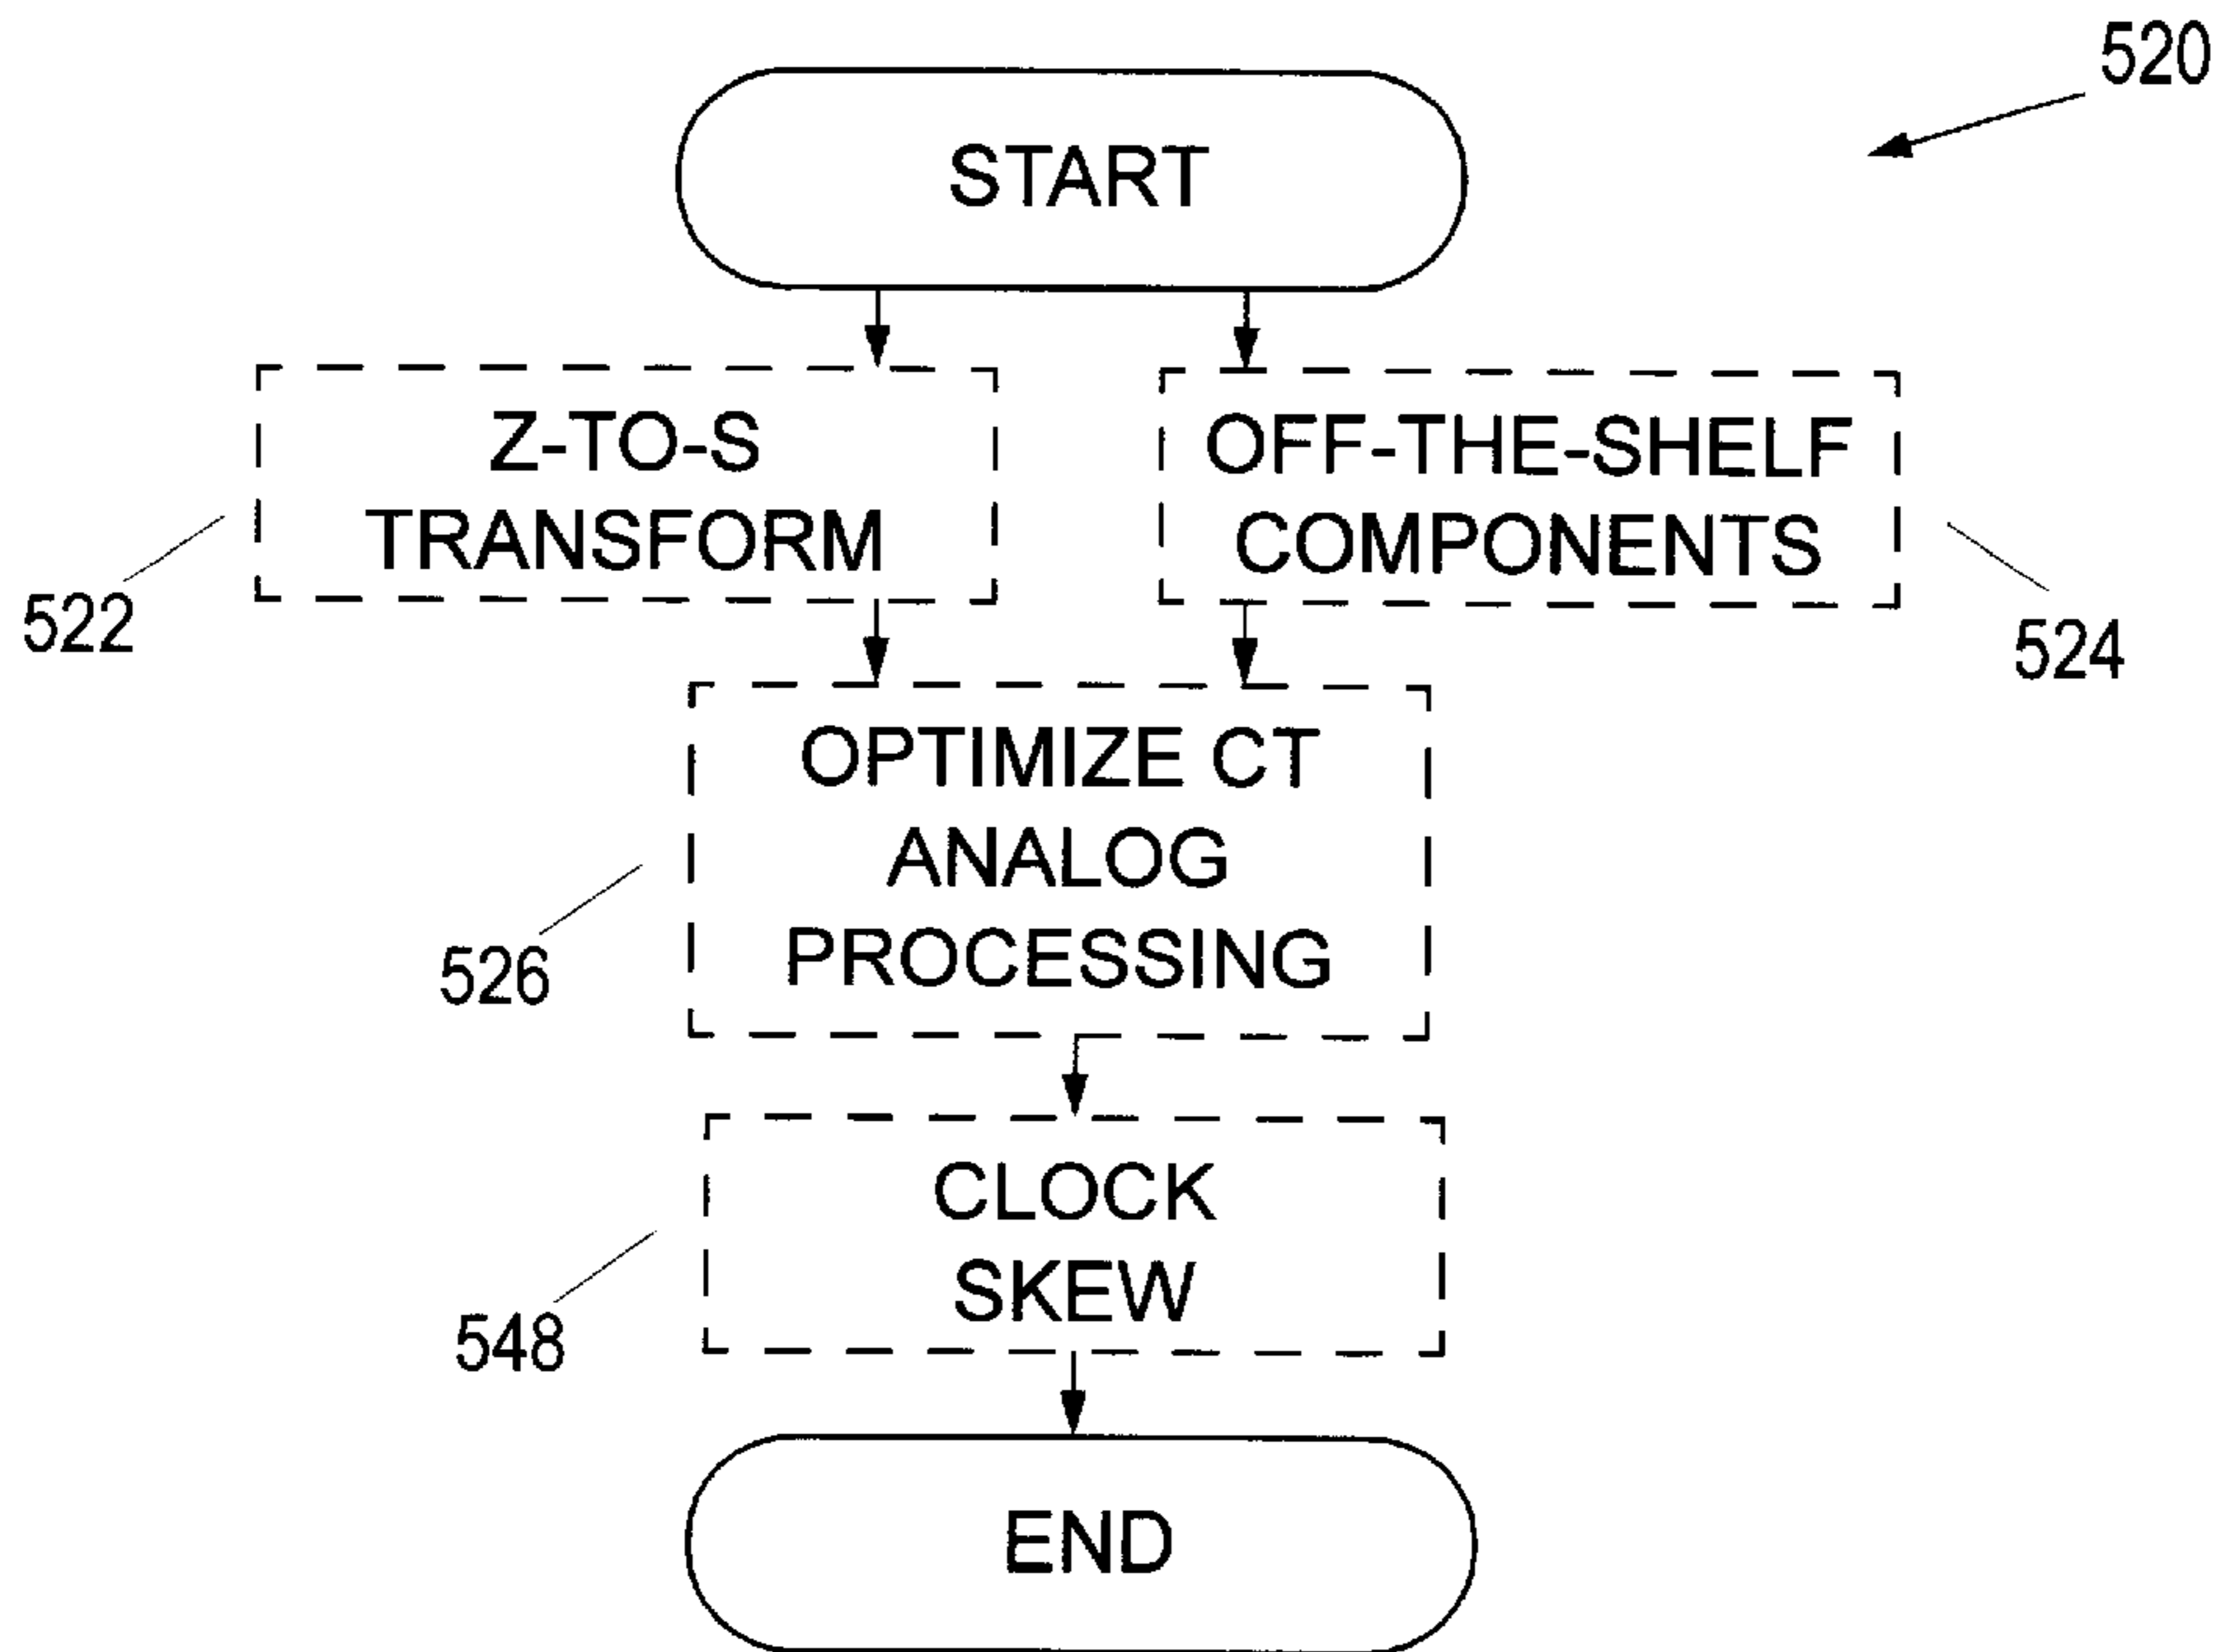 520
START
Z-TO-S
TRANSFORM
OFF-THE-SHELF
COMPONENTS
522
524
OPTIMIZE CT
ANALOG
PROCESSING
526
CLOCK
SKEW
548
END